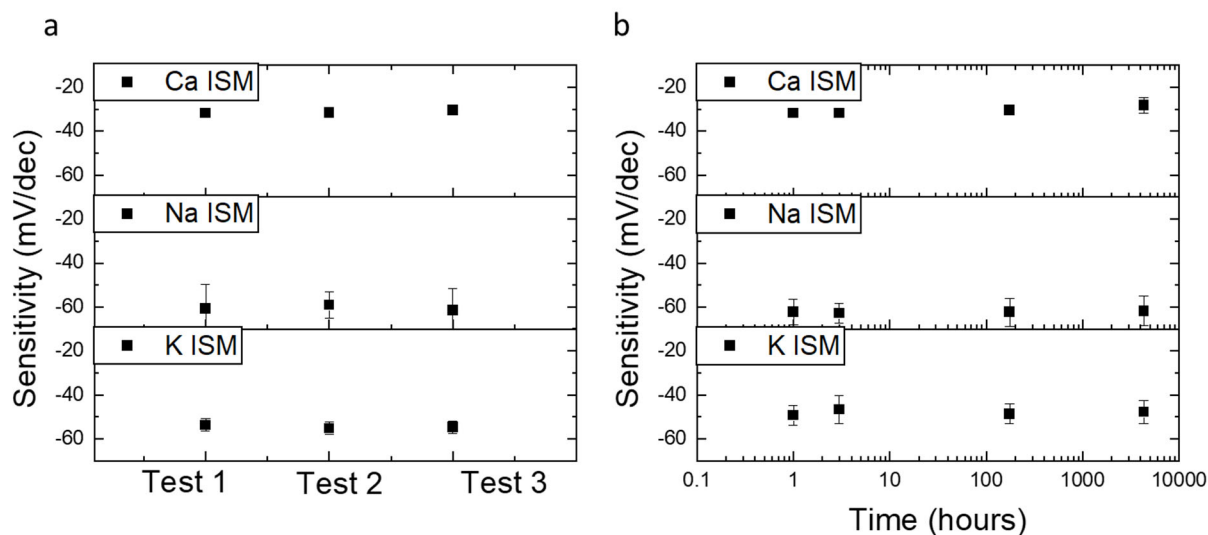 a
Ca ISM
-20
-40
-60
Na ISM
-20
-40
-60
K ISM
-20
-40
-60
Sensitivity (mV/dec)
Test 1 Test 2 Test 3
b
Ca ISM
-20
-40
-60
Na ISM
-20
-40
-60
K ISM
-20
-40
-60
Sensitivity (mV/dec)
0.1 1 10 100 1000 10000
Time (hours)